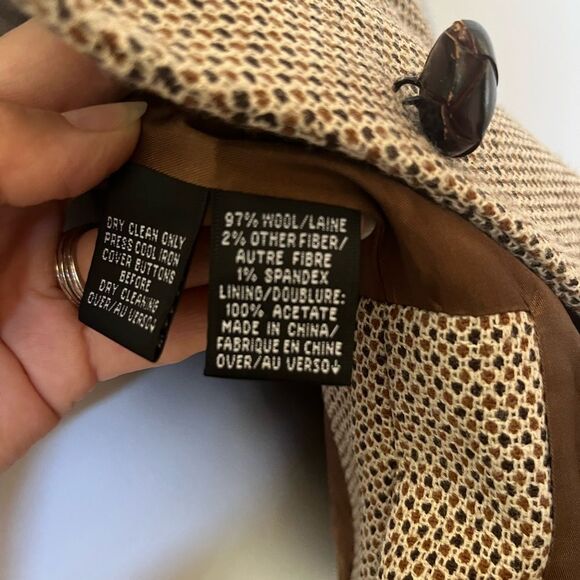 DRY CLEAN ONLY
PRESS COOL IRON
COVER BUTTONS
BEFORE
DRY CLEANING
OVER/AU VERSO↓
97% WOOL/LAINE
2% OTHER FIBER/
AUTRE FIBRE
1% SPANDEX
LINING/DOUBLURE:
100% ACETATE
MADE IN CHINA/
FABRIQUE EN CHINE
OVER/AU VERSO↓